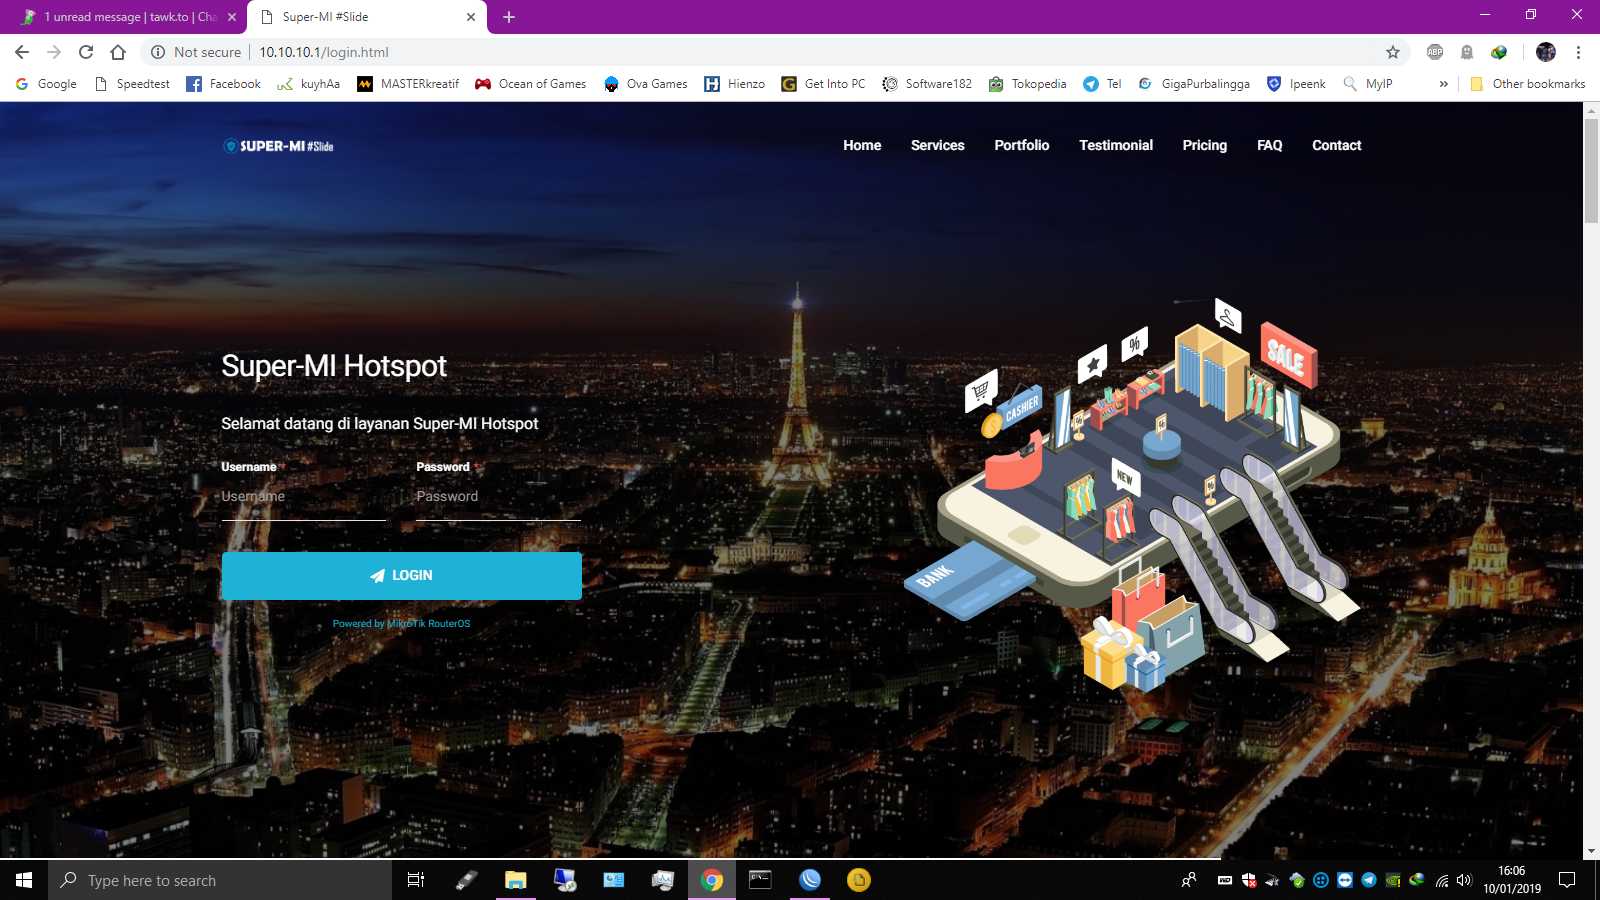 1 unread message | tawk.to | Cha
Super-MI #Slide
Not secure
10.10.10.1/login.html
ABP
Google
Speedtest
Facebook
kuyhAa
MASTERkreatif
Ocean of Games
Ova Games
Hienzo
Get Into PC
Software182
Tokopedia
Tel
GigaPurbalingga
Ipeenk
MyIP
»
Other bookmarks
SUPER-MI #Slide
Home
Services
Portfolio
Testimonial
Pricing
FAQ
Contact
Super-MI Hotspot
Selamat datang di layanan Super-MI Hotspot
Username *
Password *
Username
Password
LOGIN
Powered by MikroTik RouterOS
%
SALE
CASHIER
NEW
BANK
Type here to search
16:06
10/01/2019